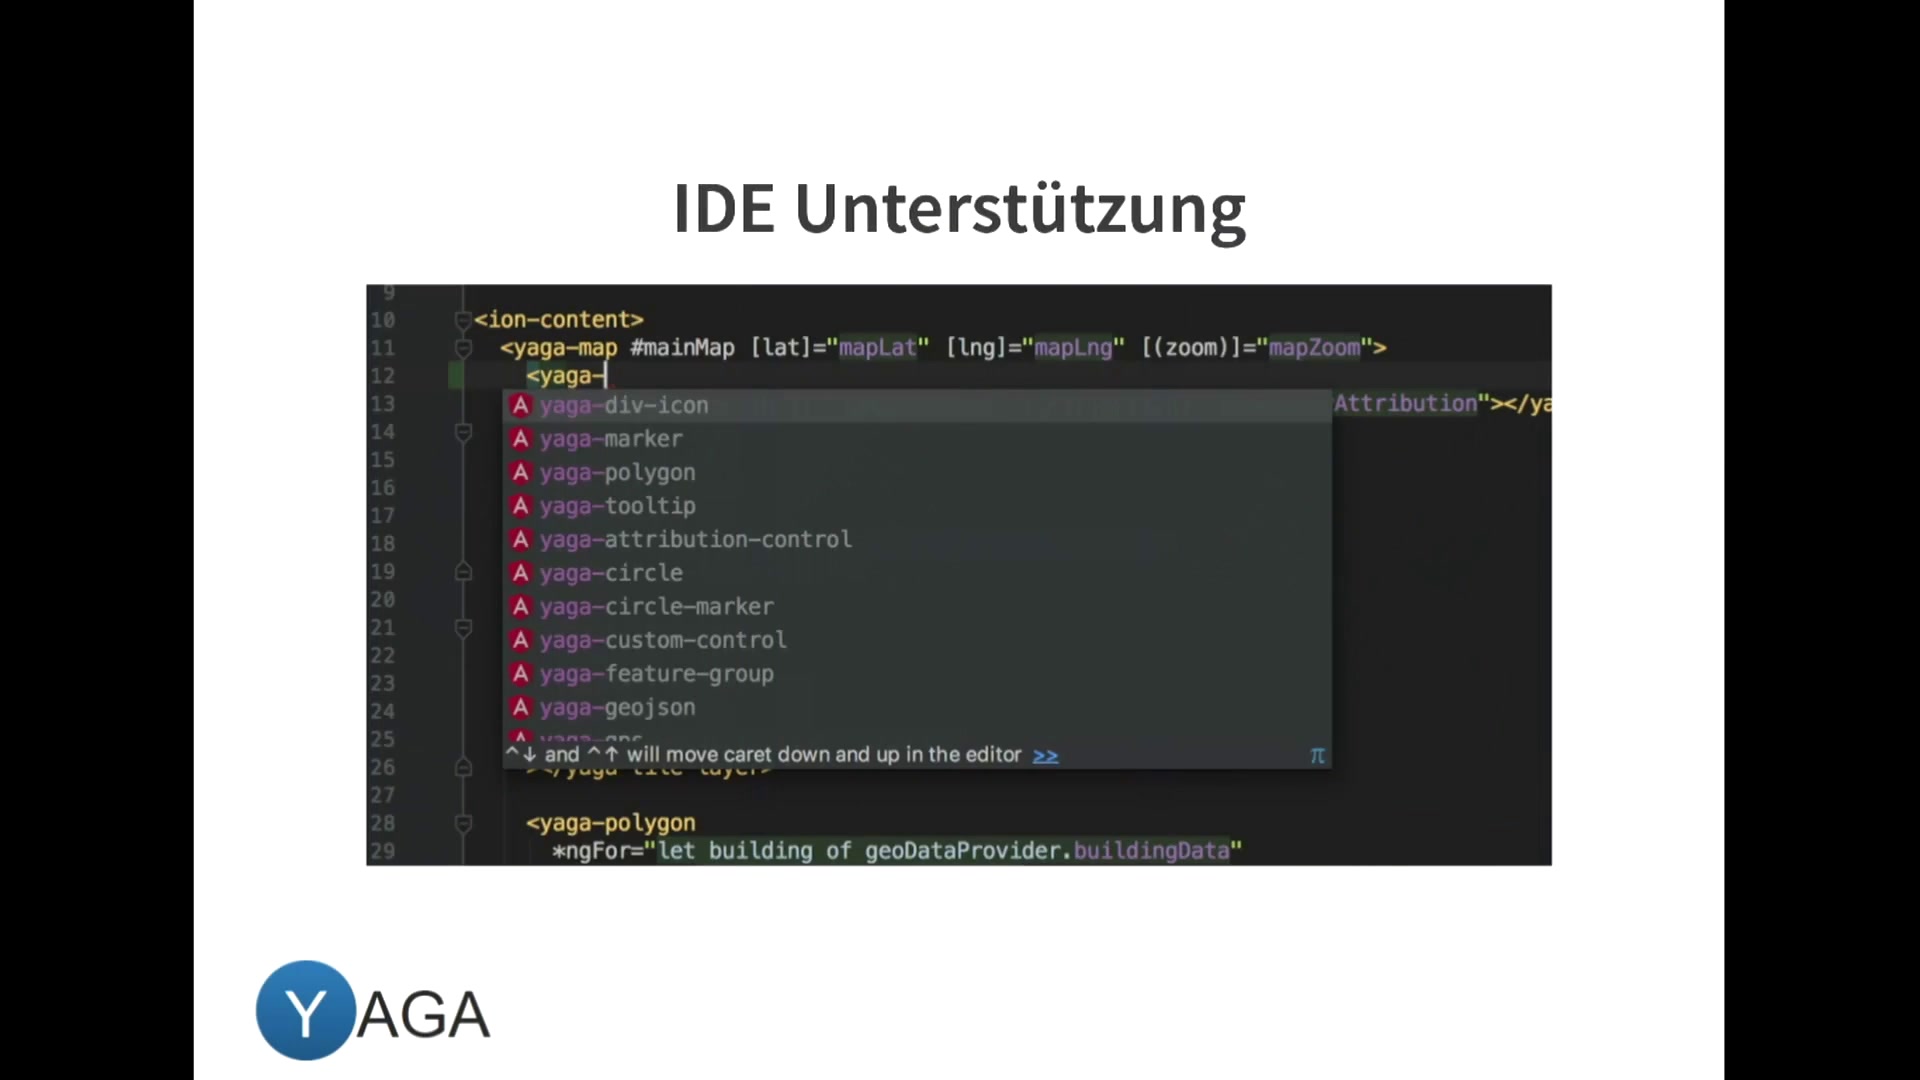 IDE Unterstützung
9
10 <ion-content>
11 <yaga-map #mainMap [lat]="mapLat" [lng]="mapLng" [(zoom)]="mapZoom">
12 <yaga-
13 Attribution"></ya
A yaga-div-icon
14
A yaga-marker
15
A yaga-polygon
16
A yaga-tooltip
17
18
A yaga-attribution-control
19
A yaga-circle
20
A yaga-circle-marker
21
A yaga-custom-control
22
23
A yaga-feature-group
24
A yaga-geojson
25
^↓ and ^↑ will move caret down and up in the editor >> π
26
27
28 <yaga-polygon
29 *ngFor="let building of geoDataProvider.buildingData"
YAGA